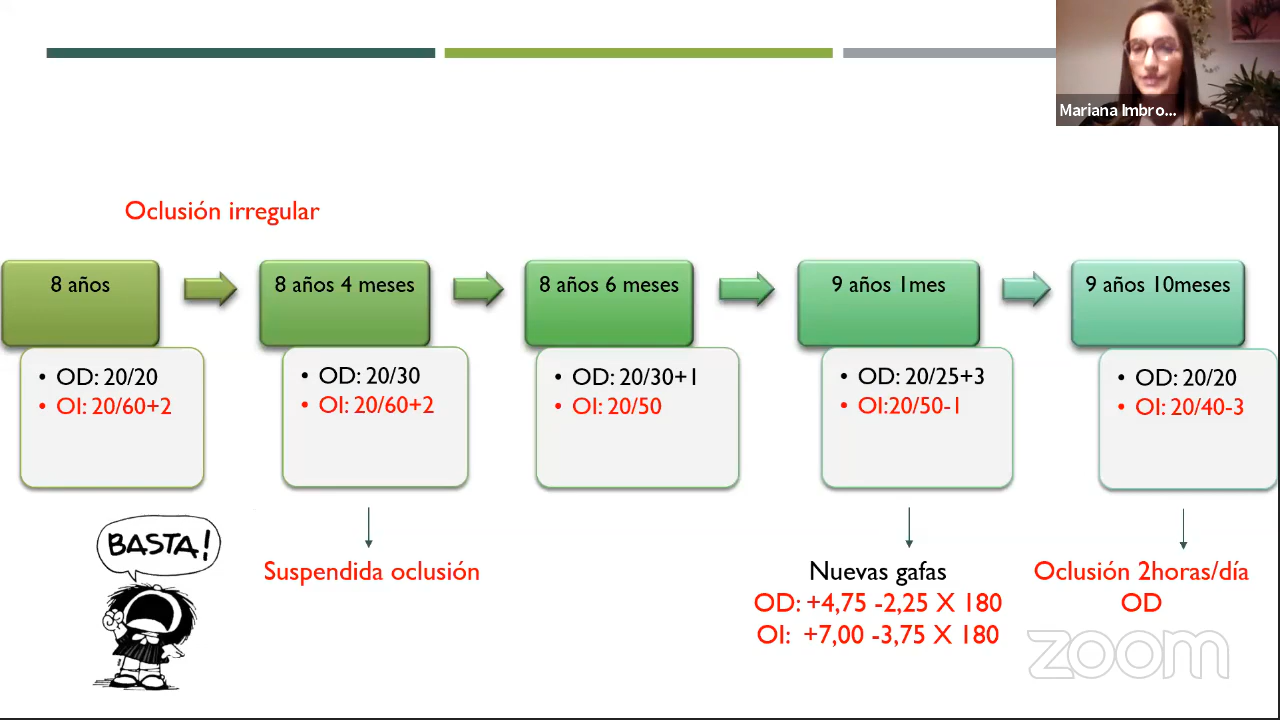 Mariana Imbro...
Oclusión irregular
8 años
8 años 4 meses
8 años 6 meses
9 años 1mes
9 años 10meses
• OD: 20/20
• OI: 20/60+2
• OD: 20/30
• OI: 20/60+2
• OD: 20/30+1
• OI: 20/50
• OD: 20/25+3
• OI:20/50-1
• OD: 20/20
• OI: 20/40-3
BASTA!
Suspendida oclusión
Nuevas gafas
OD: +4,75 -2,25 X 180
OI: +7,00 -3,75 X 180
Oclusión 2horas/día
OD
zoom